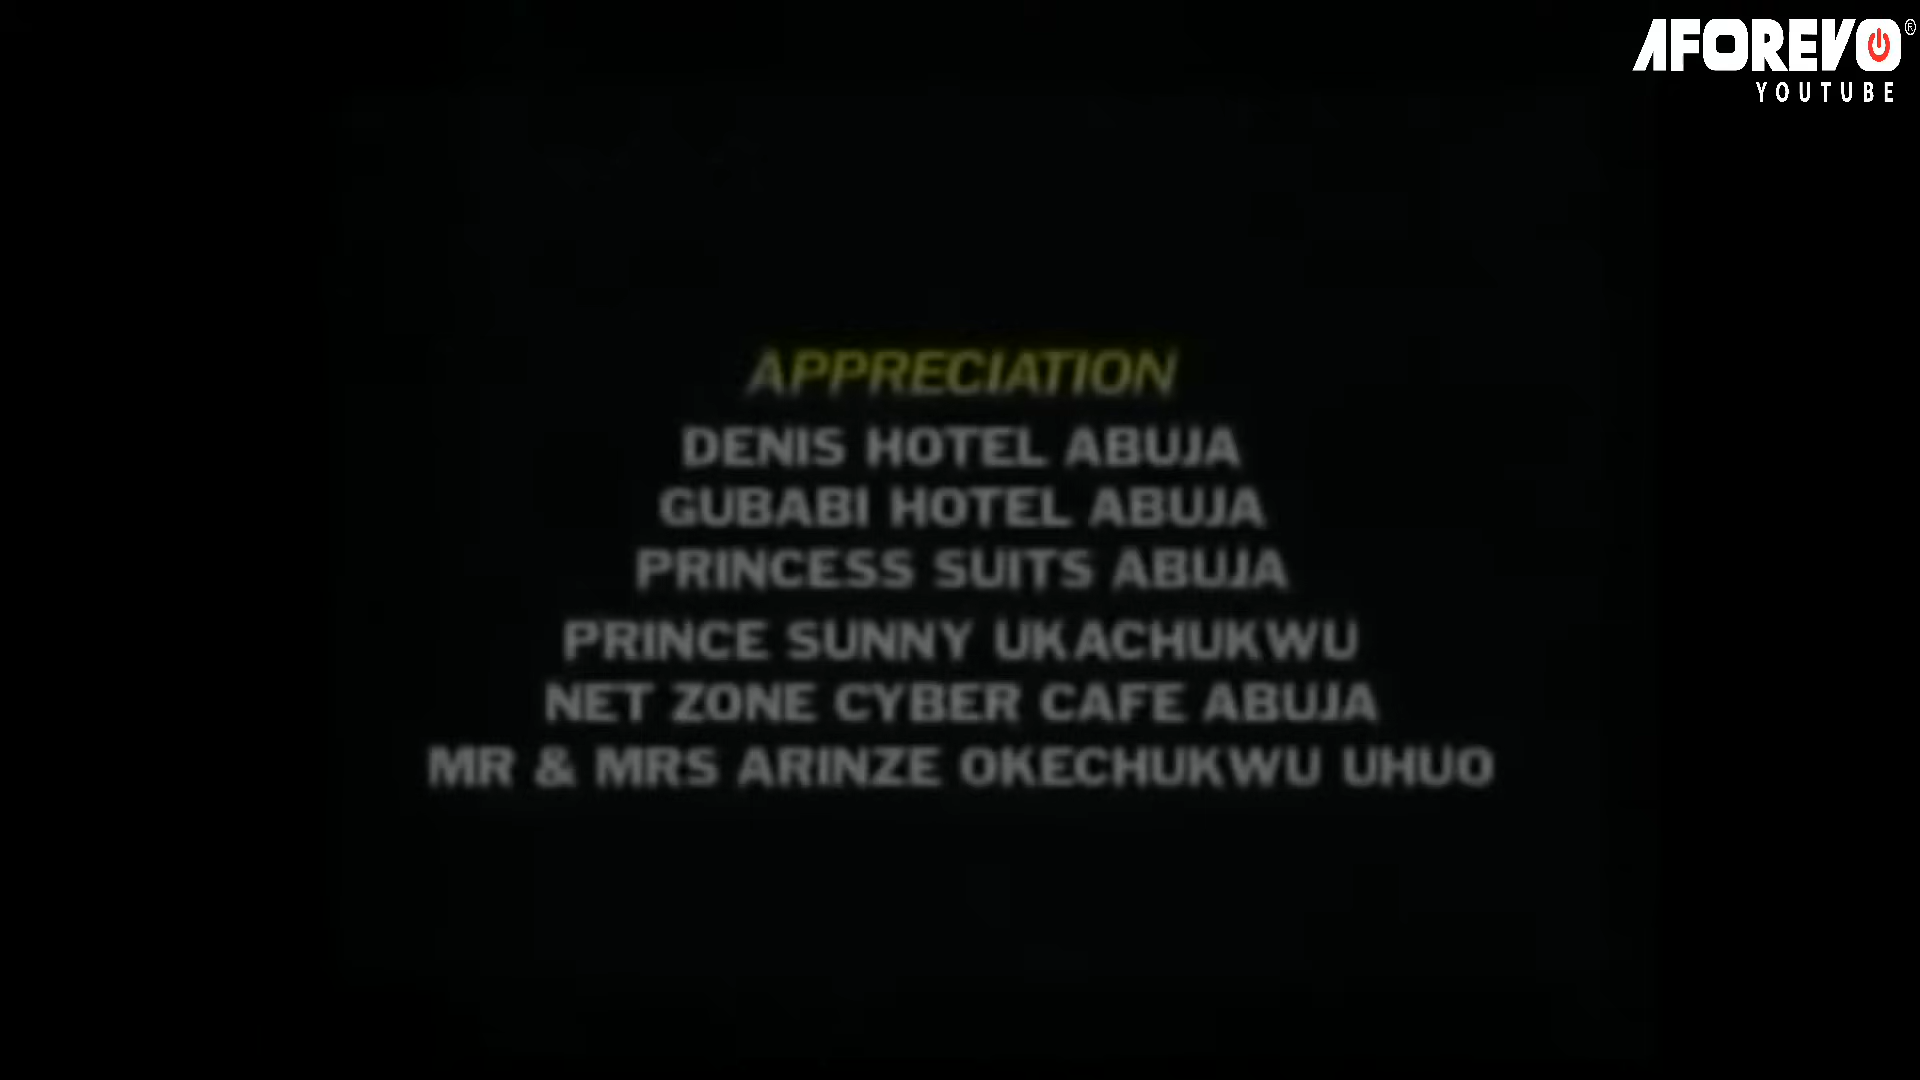 AFOREVO®
YOUTUBE
APPRECIATION
DENIS HOTEL ABUJA
GUBABI HOTEL ABUJA
PRINCESS SUITS ABUJA
PRINCE SUNNY UKACHUKWU
NET ZONE CYBER CAFE ABUJA
MR & MRS ARINZE OKECHUKWU UHUO